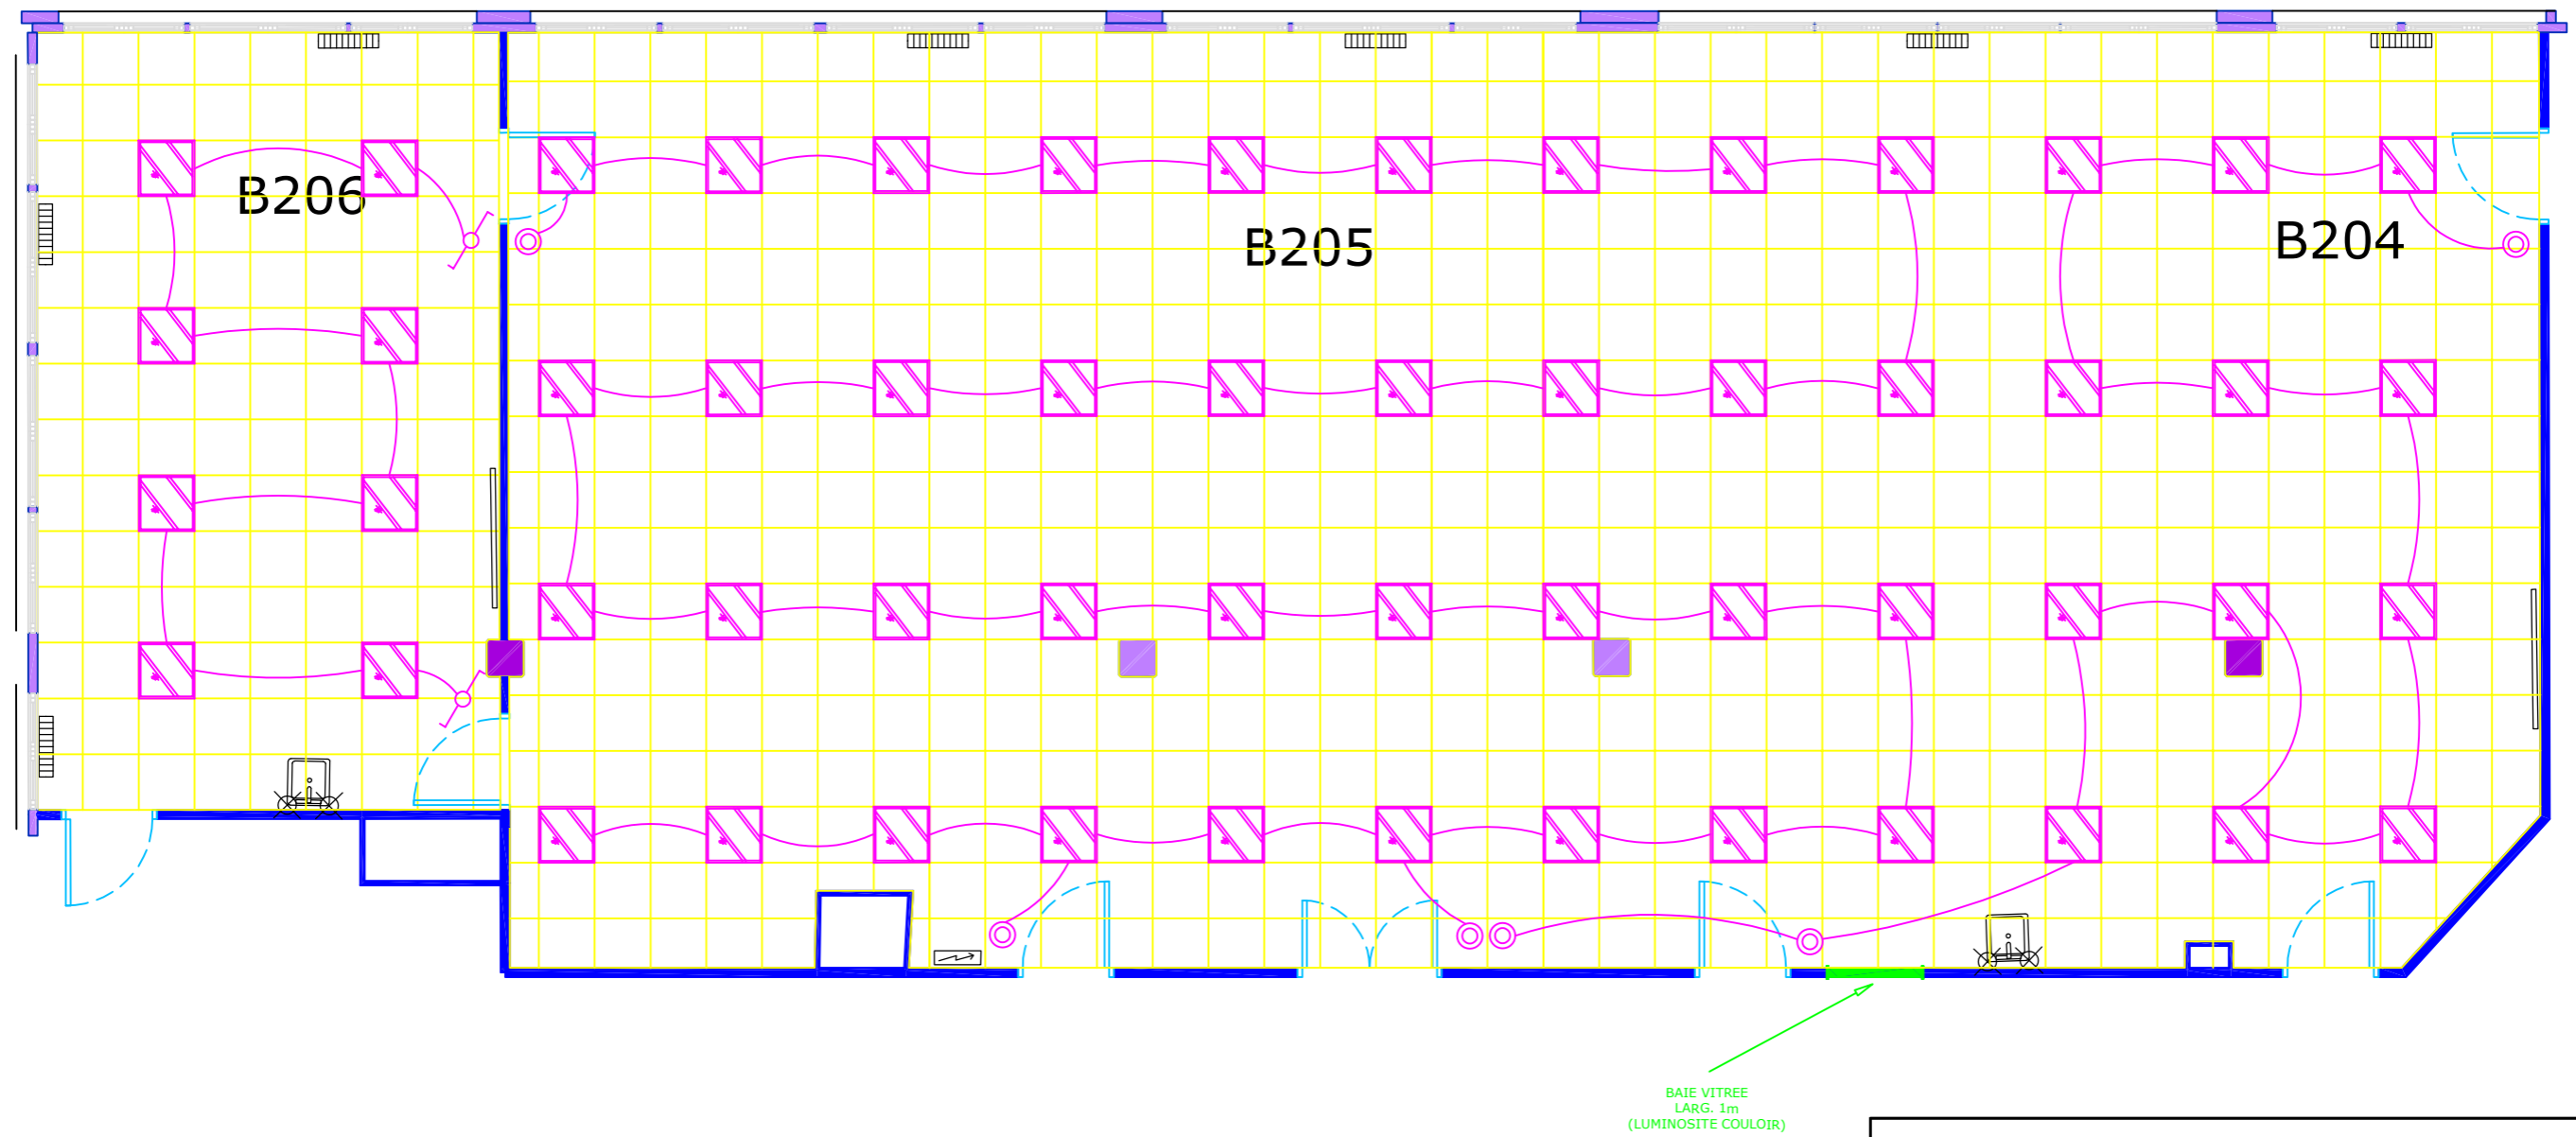 B206
B205
B204
BAIE VITREE
LARG. 1m
(LUMINOSITE COULOIR)